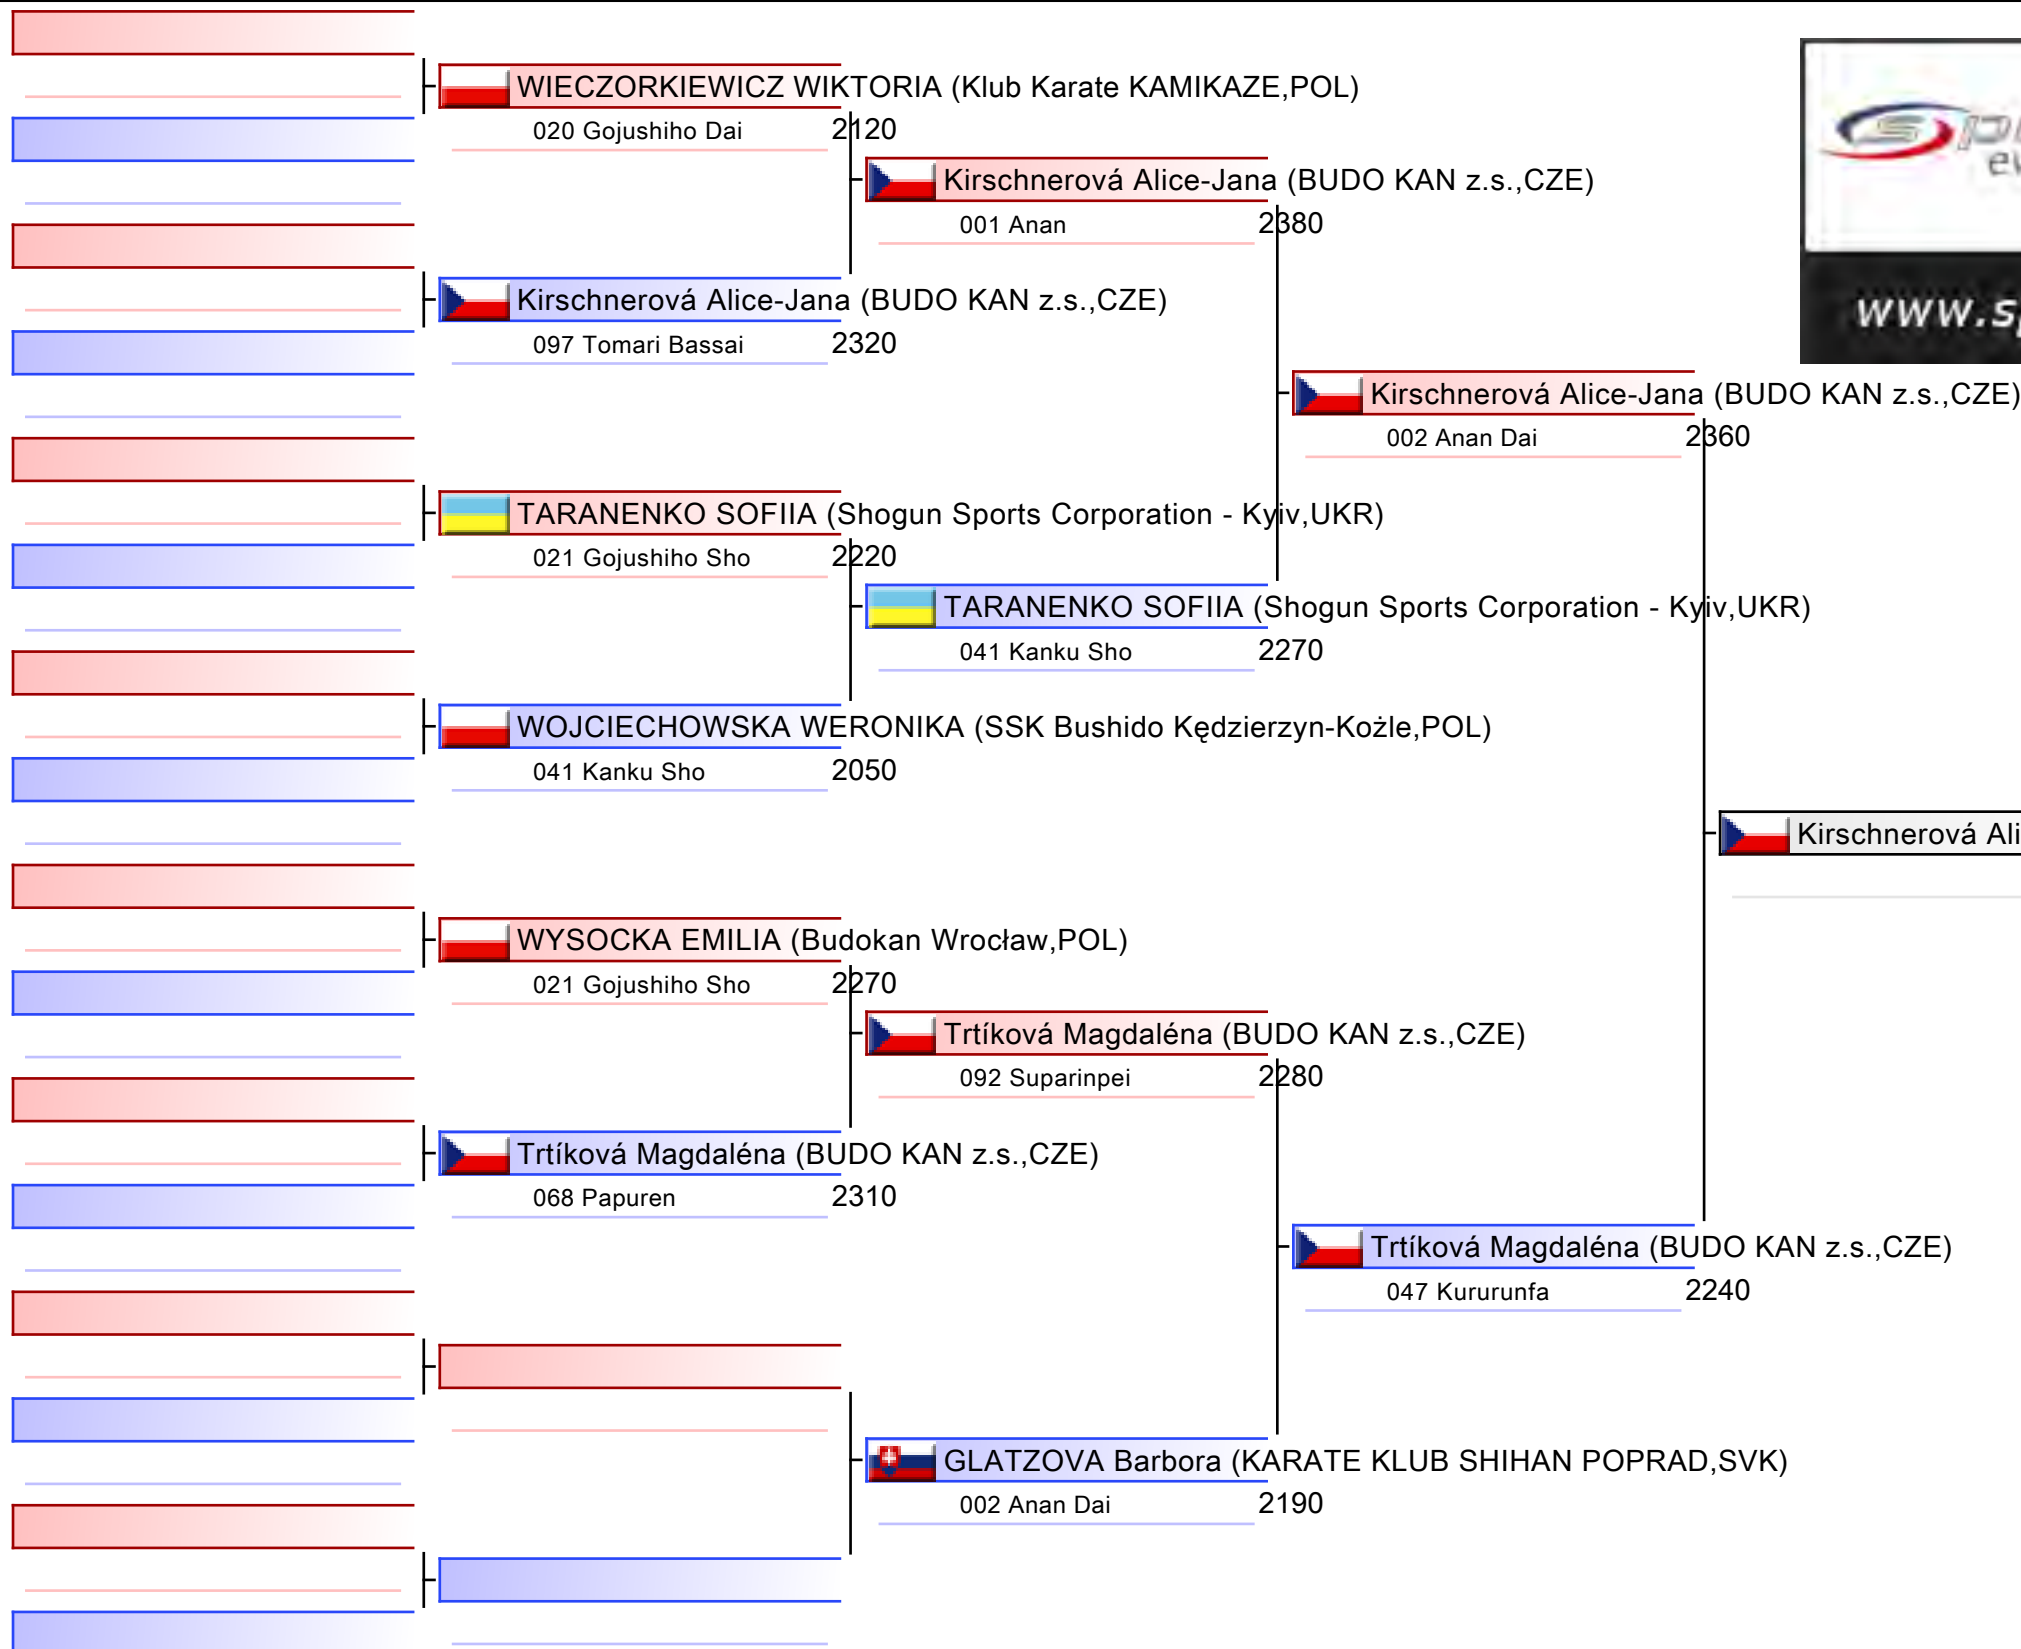 WIECZORKIEWICZ WIKTORIA (Klub Karate KAMIKAZE,POL)
020 Gojushiho Dai 2120
Kirschnerová Alice-Jana (BUDO KAN z.s.,CZE)
001 Anan 2380
Kirschnerová Alice-Jana (BUDO KAN z.s.,CZE)
097 Tomari Bassai 2320
Kirschnerová Alice-Jana (BUDO KAN z.s.,CZE)
002 Anan Dai 2360
TARANENKO SOFIIA (Shogun Sports Corporation - Kyiv,UKR)
021 Gojushiho Sho 2220
TARANENKO SOFIIA (Shogun Sports Corporation - Kyiv,UKR)
041 Kanku Sho 2270
WOJCIECHOWSKA WERONIKA (SSK Bushido Kędzierzyn-Koźle,POL)
041 Kanku Sho 2050
Kirschnerová Ali
WYSOCKA EMILIA (Budokan Wrocław,POL)
021 Gojushiho Sho 2270
Trtíková Magdaléna (BUDO KAN z.s.,CZE)
092 Suparinpei 2280
Trtíková Magdaléna (BUDO KAN z.s.,CZE)
068 Papuren 2310
Trtíková Magdaléna (BUDO KAN z.s.,CZE)
047 Kururunfa 2240
GLATZOVA Barbora (KARATE KLUB SHIHAN POPRAD,SVK)
002 Anan Dai 2190